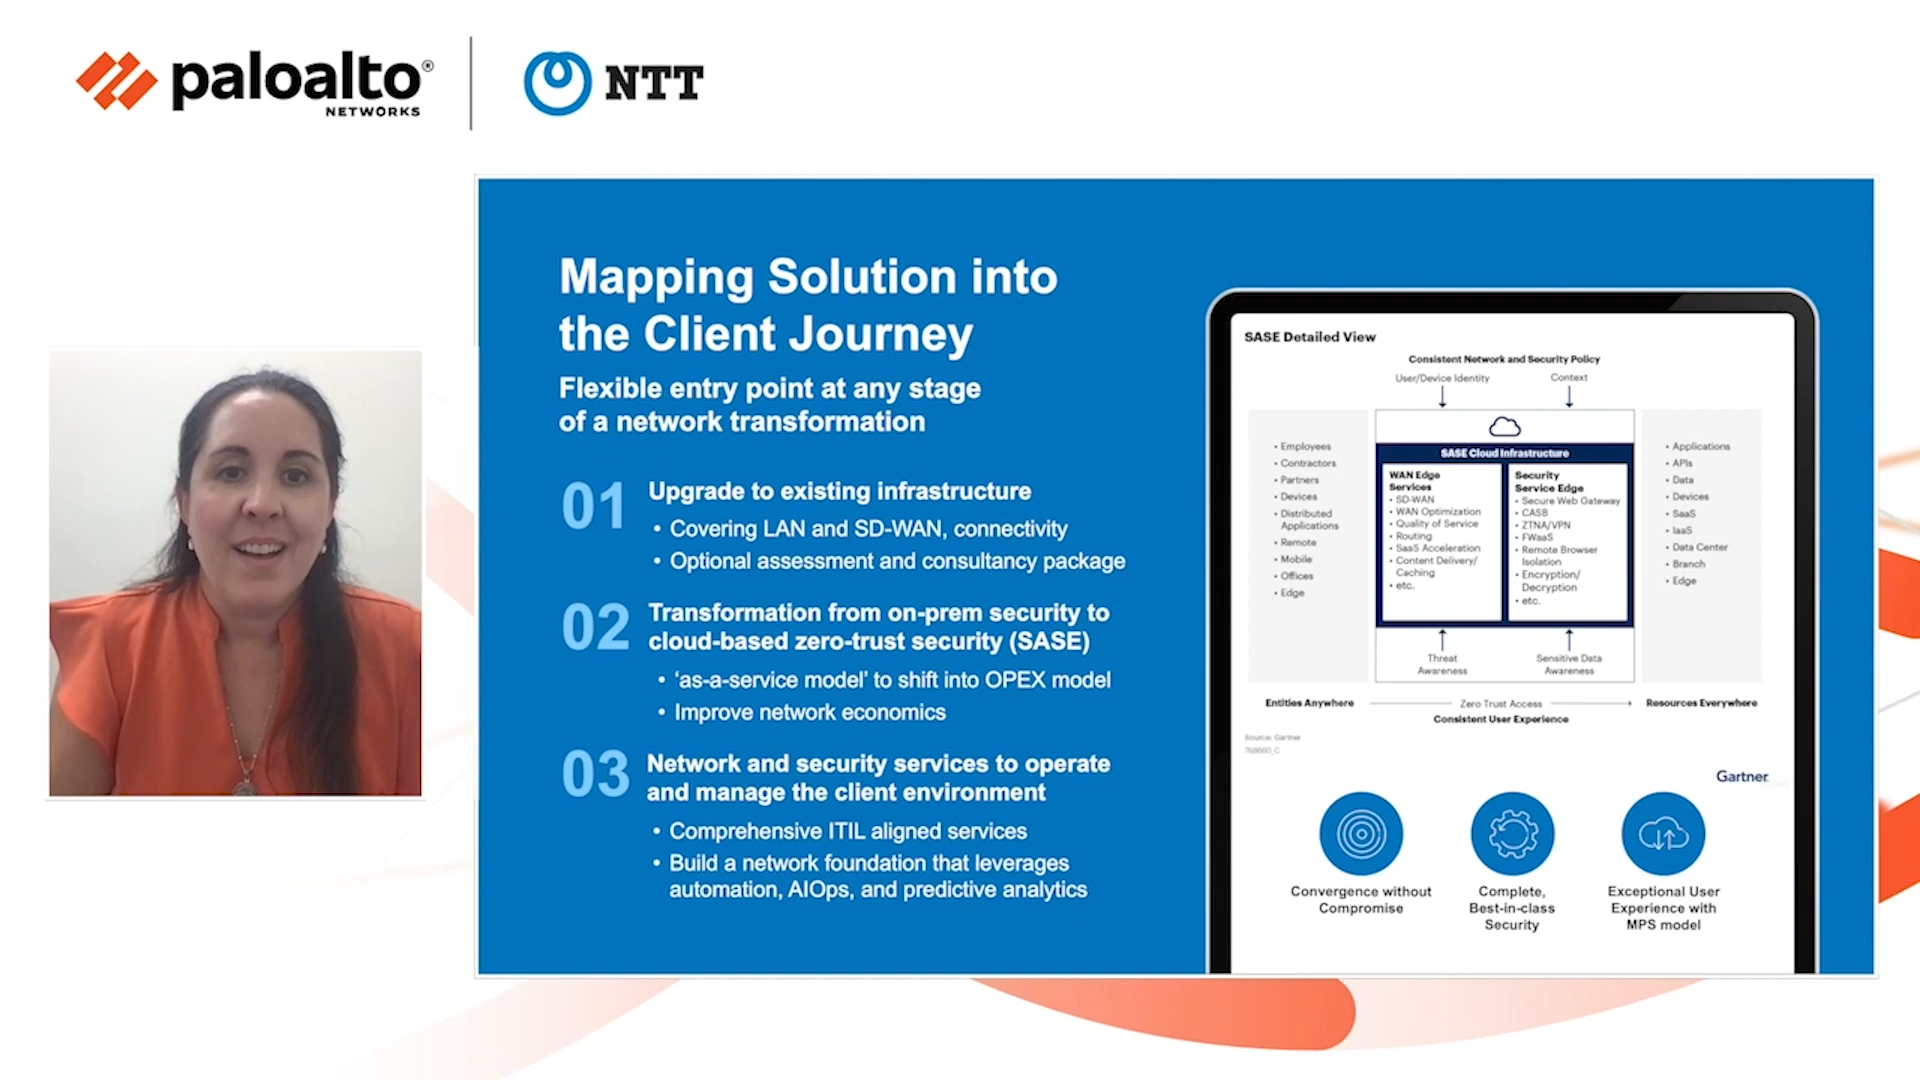 paloalto®
NETWORKS
NTT
Mapping Solution into
the Client Journey
Flexible entry point at any stage
of a network transformation
01
Upgrade to existing infrastructure
• Covering LAN and SD-WAN, connectivity
• Optional assessment and consultancy package
02
Transformation from on-prem security to
cloud-based zero-trust security (SASE)
• ‘as-a-service model’ to shift into OPEX model
• Improve network economics
03
Network and security services to operate
and manage the client environment
• Comprehensive ITIL aligned services
• Build a network foundation that leverages
automation, AIOps, and predictive analytics
SASE Detailed View
Consistent Network and Security Policy
User/Device Identity
Context
• Employees
• Contractors
• Partners
• Devices
• Distributed
Applications
• Remote
• Mobile
• Offices
• Edge
SASE Cloud Infrastructure
WAN Edge
Services
• SD-WAN
• WAN Optimization
• Quality of Service
• Routing
• SaaS Acceleration
• Content Delivery/
Caching
• etc.
Security
Service Edge
• Secure Web Gateway
• CASB
• ZTNA/VPN
• FWaaS
• Remote Browser
Isolation
• Encryption/
Decryption
• etc.
• Applications
• APIs
• Data
• Devices
• SaaS
• IaaS
• Data Center
• Branch
• Edge
Threat
Awareness
Sensitive Data
Awareness
Entities Anywhere
Zero Trust Access
Resources Everywhere
Consistent User Experience
Source: Gartner
Gartner
Convergence without
Compromise
Complete,
Best-in-class
Security
Exceptional User
Experience with
MPS model